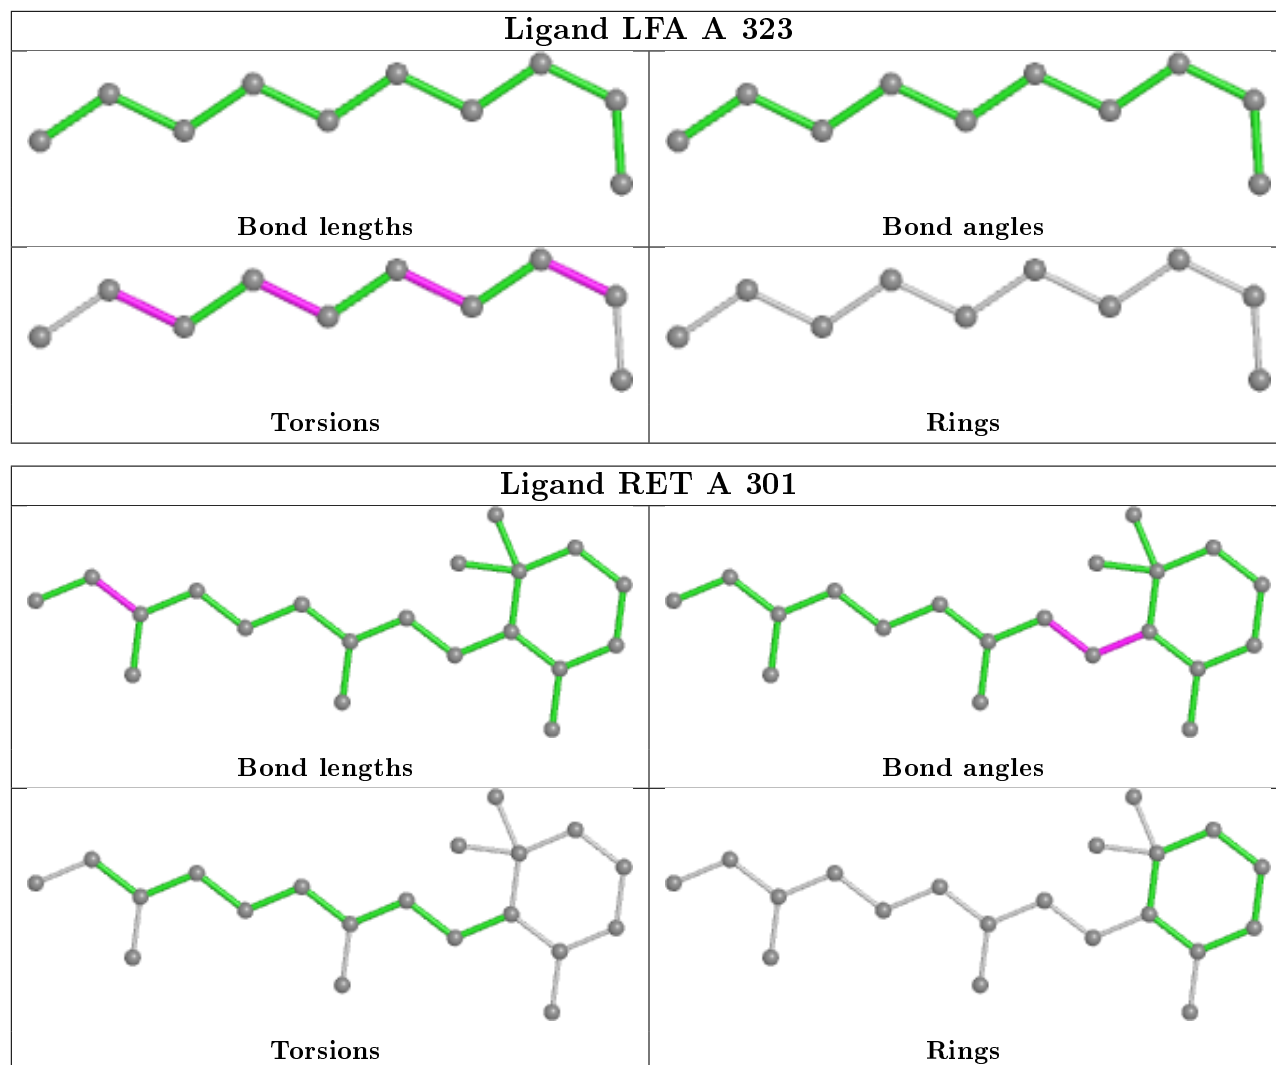 Ligand LFA A 323
Bond lengths
Bond angles
Torsions
Rings
Ligand RET A 301
Bond lengths
Bond angles
Torsions
Rings